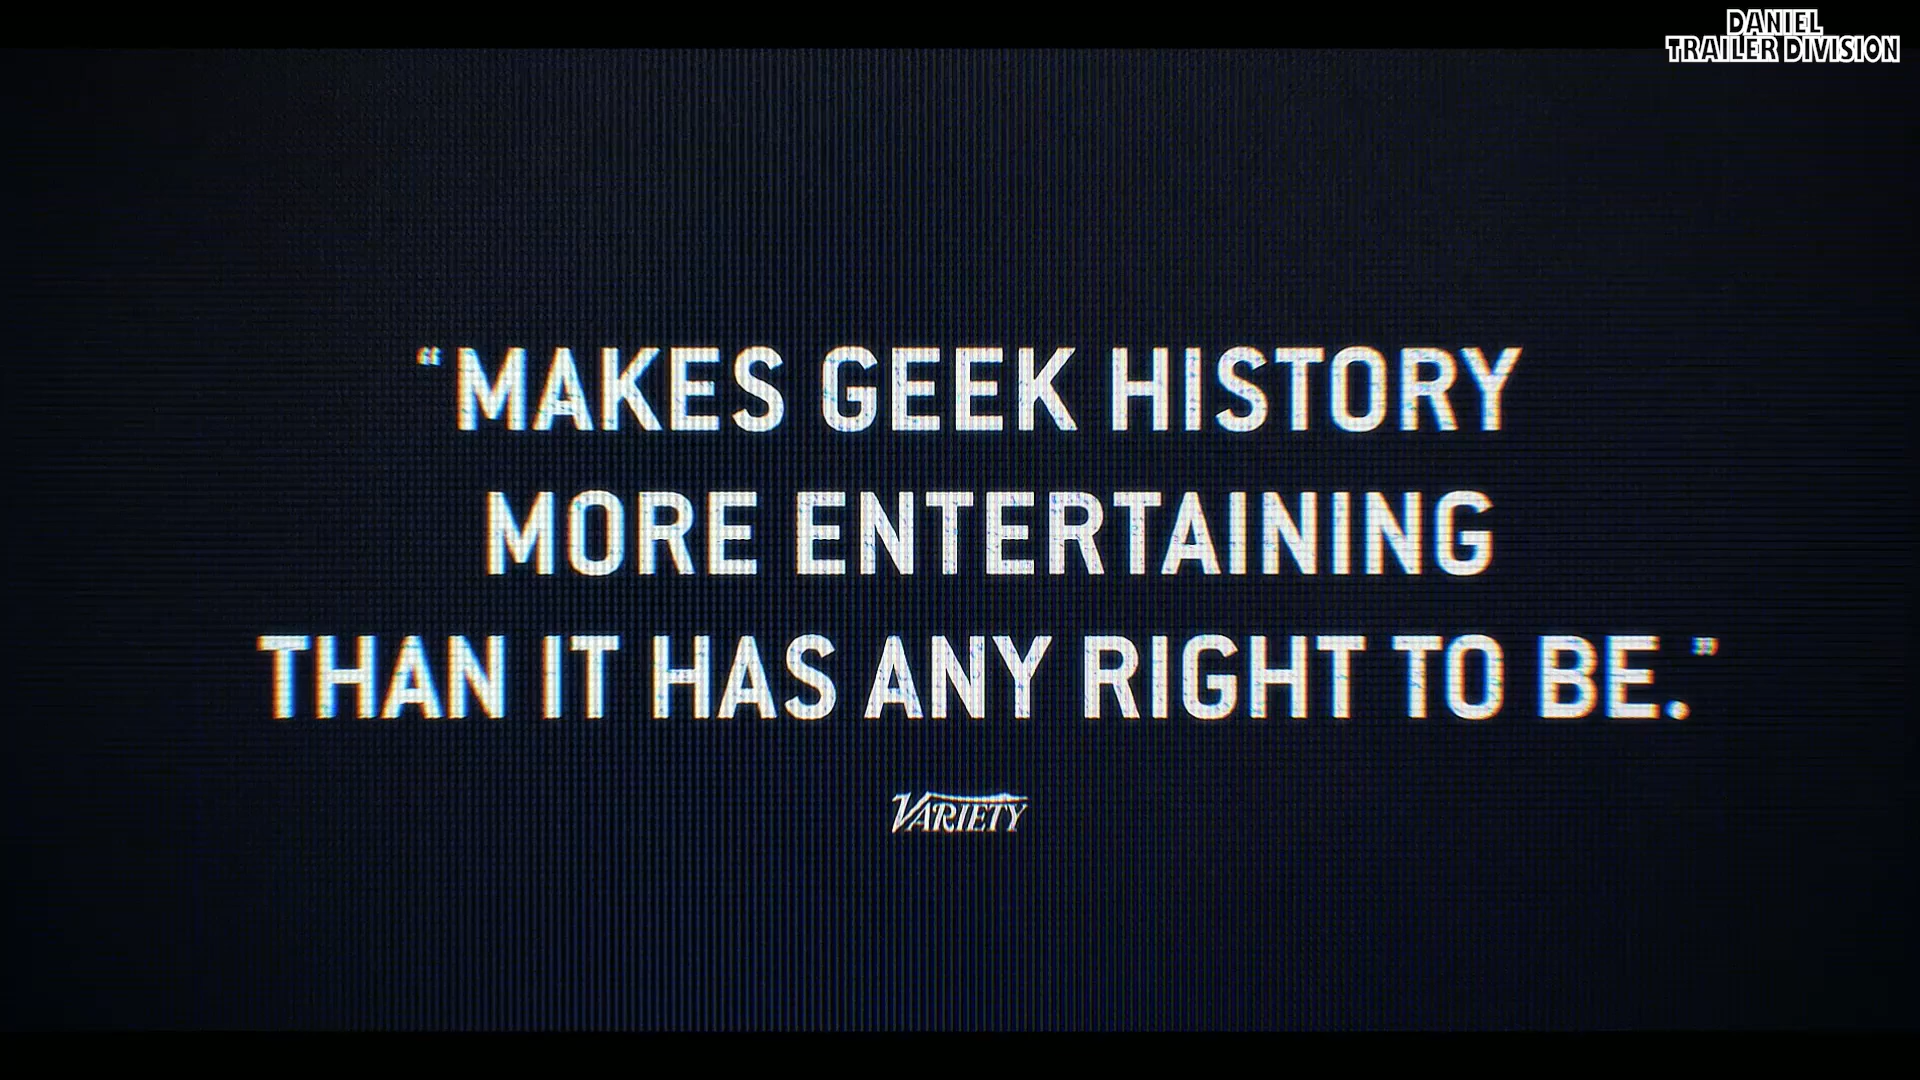 DANIEL
TRAILER DIVISION
“MAKES GEEK HISTORY
MORE ENTERTAINING
THAN IT HAS ANY RIGHT TO BE.”
VARIETY